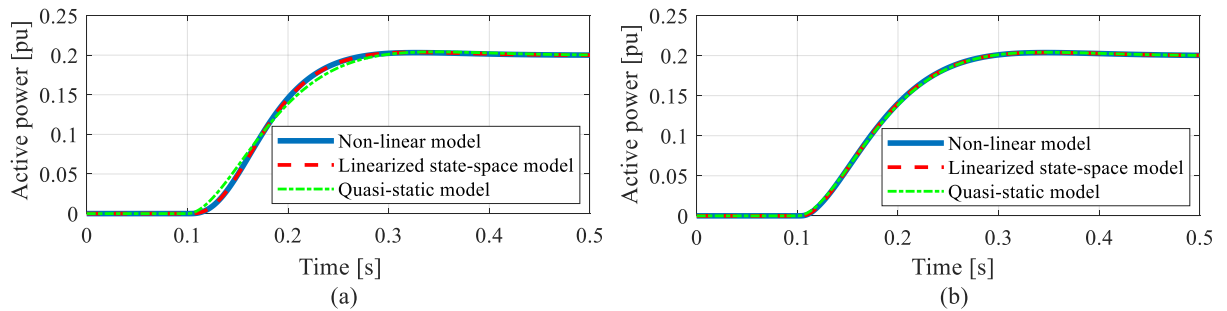 0.25
0.2
0.15
0.1
0.05
0
Active power [pu]
Non-linear model
Linearized state-space model
Quasi-static model
0 0.1 0.2 0.3 0.4 0.5
Time [s]
(a)
0.25
0.2
0.15
0.1
0.05
0
Active power [pu]
Non-linear model
Linearized state-space model
Quasi-static model
0 0.1 0.2 0.3 0.4 0.5
Time [s]
(b)